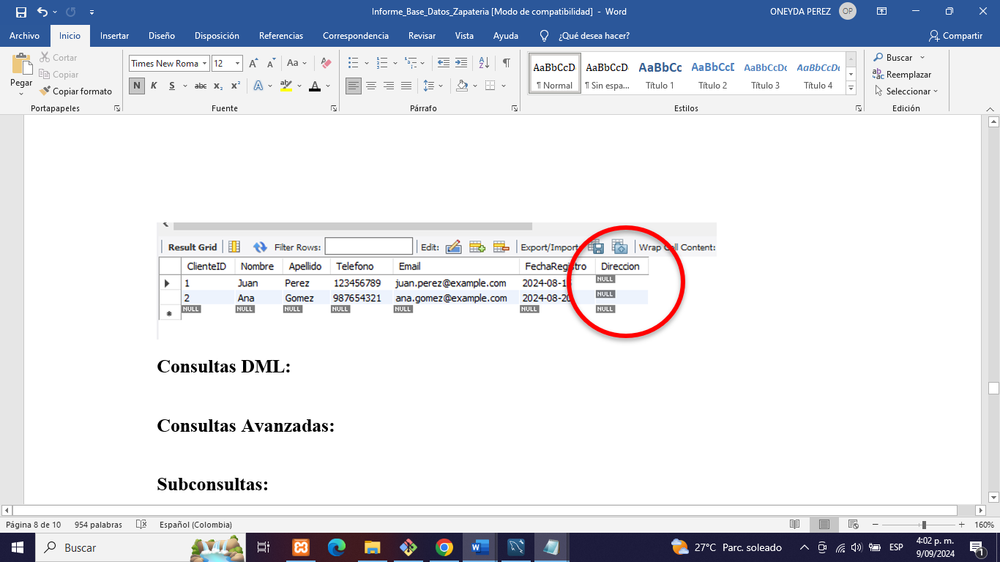 Informe_Base_Datos_Zapateria [Modo de compatibilidad] - Word
ONEYDA PEREZ
OP
Archivo Inicio Insertar Diseño Disposición Referencias Correspondencia Revisar Vista Ayuda ¿Qué desea hacer? Compartir
Pegar
Cortar
Copiar
Copiar formato
Portapapeles
Times New Roma 12
N K S abc x₂ x²
Fuente
Párrafo
AaBbCcD AaBbCcD AaBbCc AaBbCcD AaBbCcDc AaBbCcDc
¶ Normal ¶ Sin espa... Título 1 Título 2 Título 3 Título 4
Estilos
Buscar
Reemplazar
Seleccionar
Edición
Result Grid Filter Rows: Edit: Export/Import Wrap Cell Content:
ClienteID Nombre Apellido Telefono Email FechaRegistro Direccion
1 Juan Perez 123456789 juan.perez@example.com 2024-08-1 NULL
2 Ana Gomez 987654321 ana.gomez@example.com 2024-08-20 NULL
NULL NULL NULL NULL NULL NULL NULL
Consultas DML:
Consultas Avanzadas:
Subconsultas:
Página 8 de 10 954 palabras Español (Colombia) 160%
Buscar
27°C Parc. soleado
ESP
4:02 p. m.
9/09/2024
1